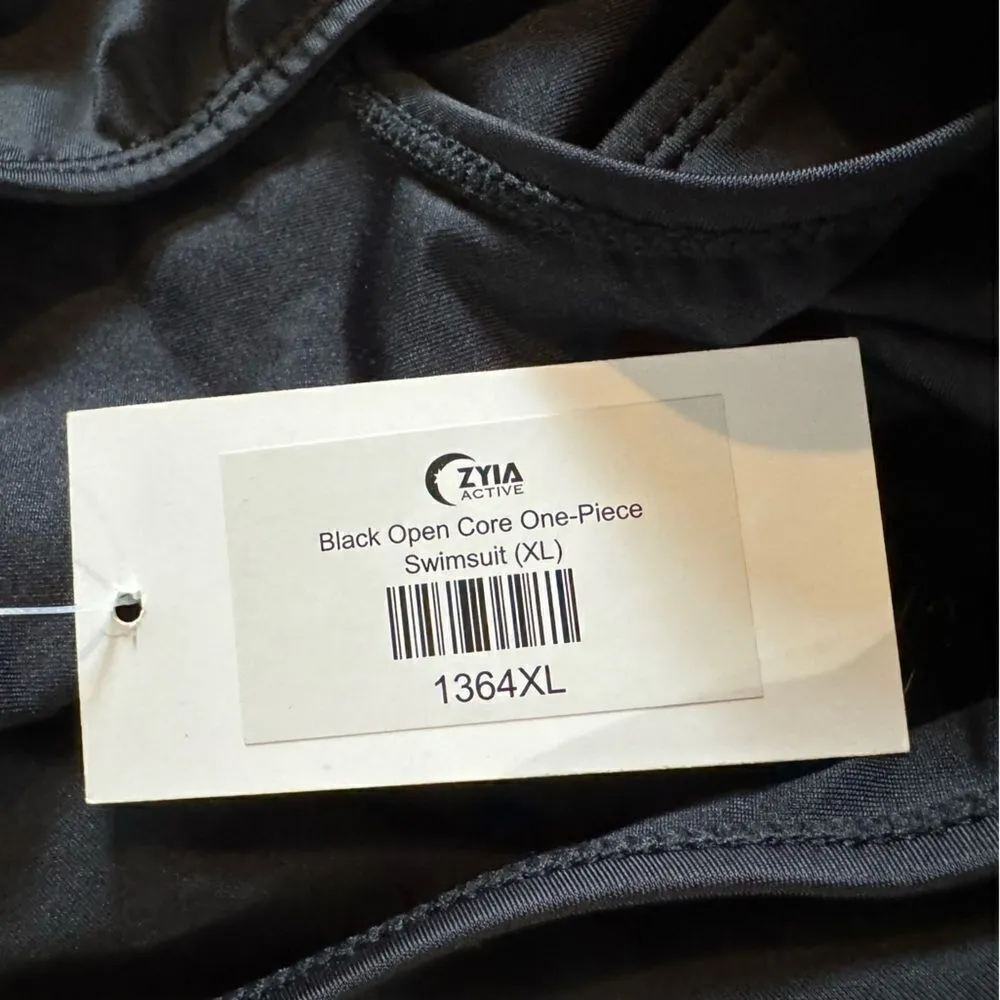 ZYIA
ACTIVE
Black Open Core One-Piece
Swimsuit (XL)
1364XL